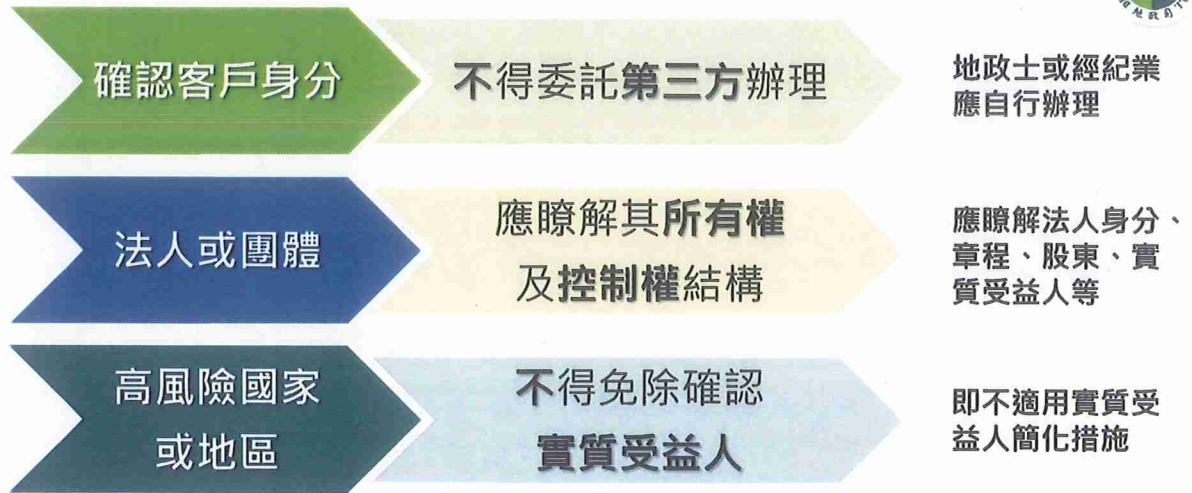 確認客戶身分
不得委託第三方辦理
地政士或經紀業
應自行辦理
法人或團體
應瞭解其所有權
及控制權結構
應瞭解法人身分、
章程、股東、實
質受益人等
高風險國家
或地區
不得免除確認
實質受益人
即不適用實質受
益人簡化措施